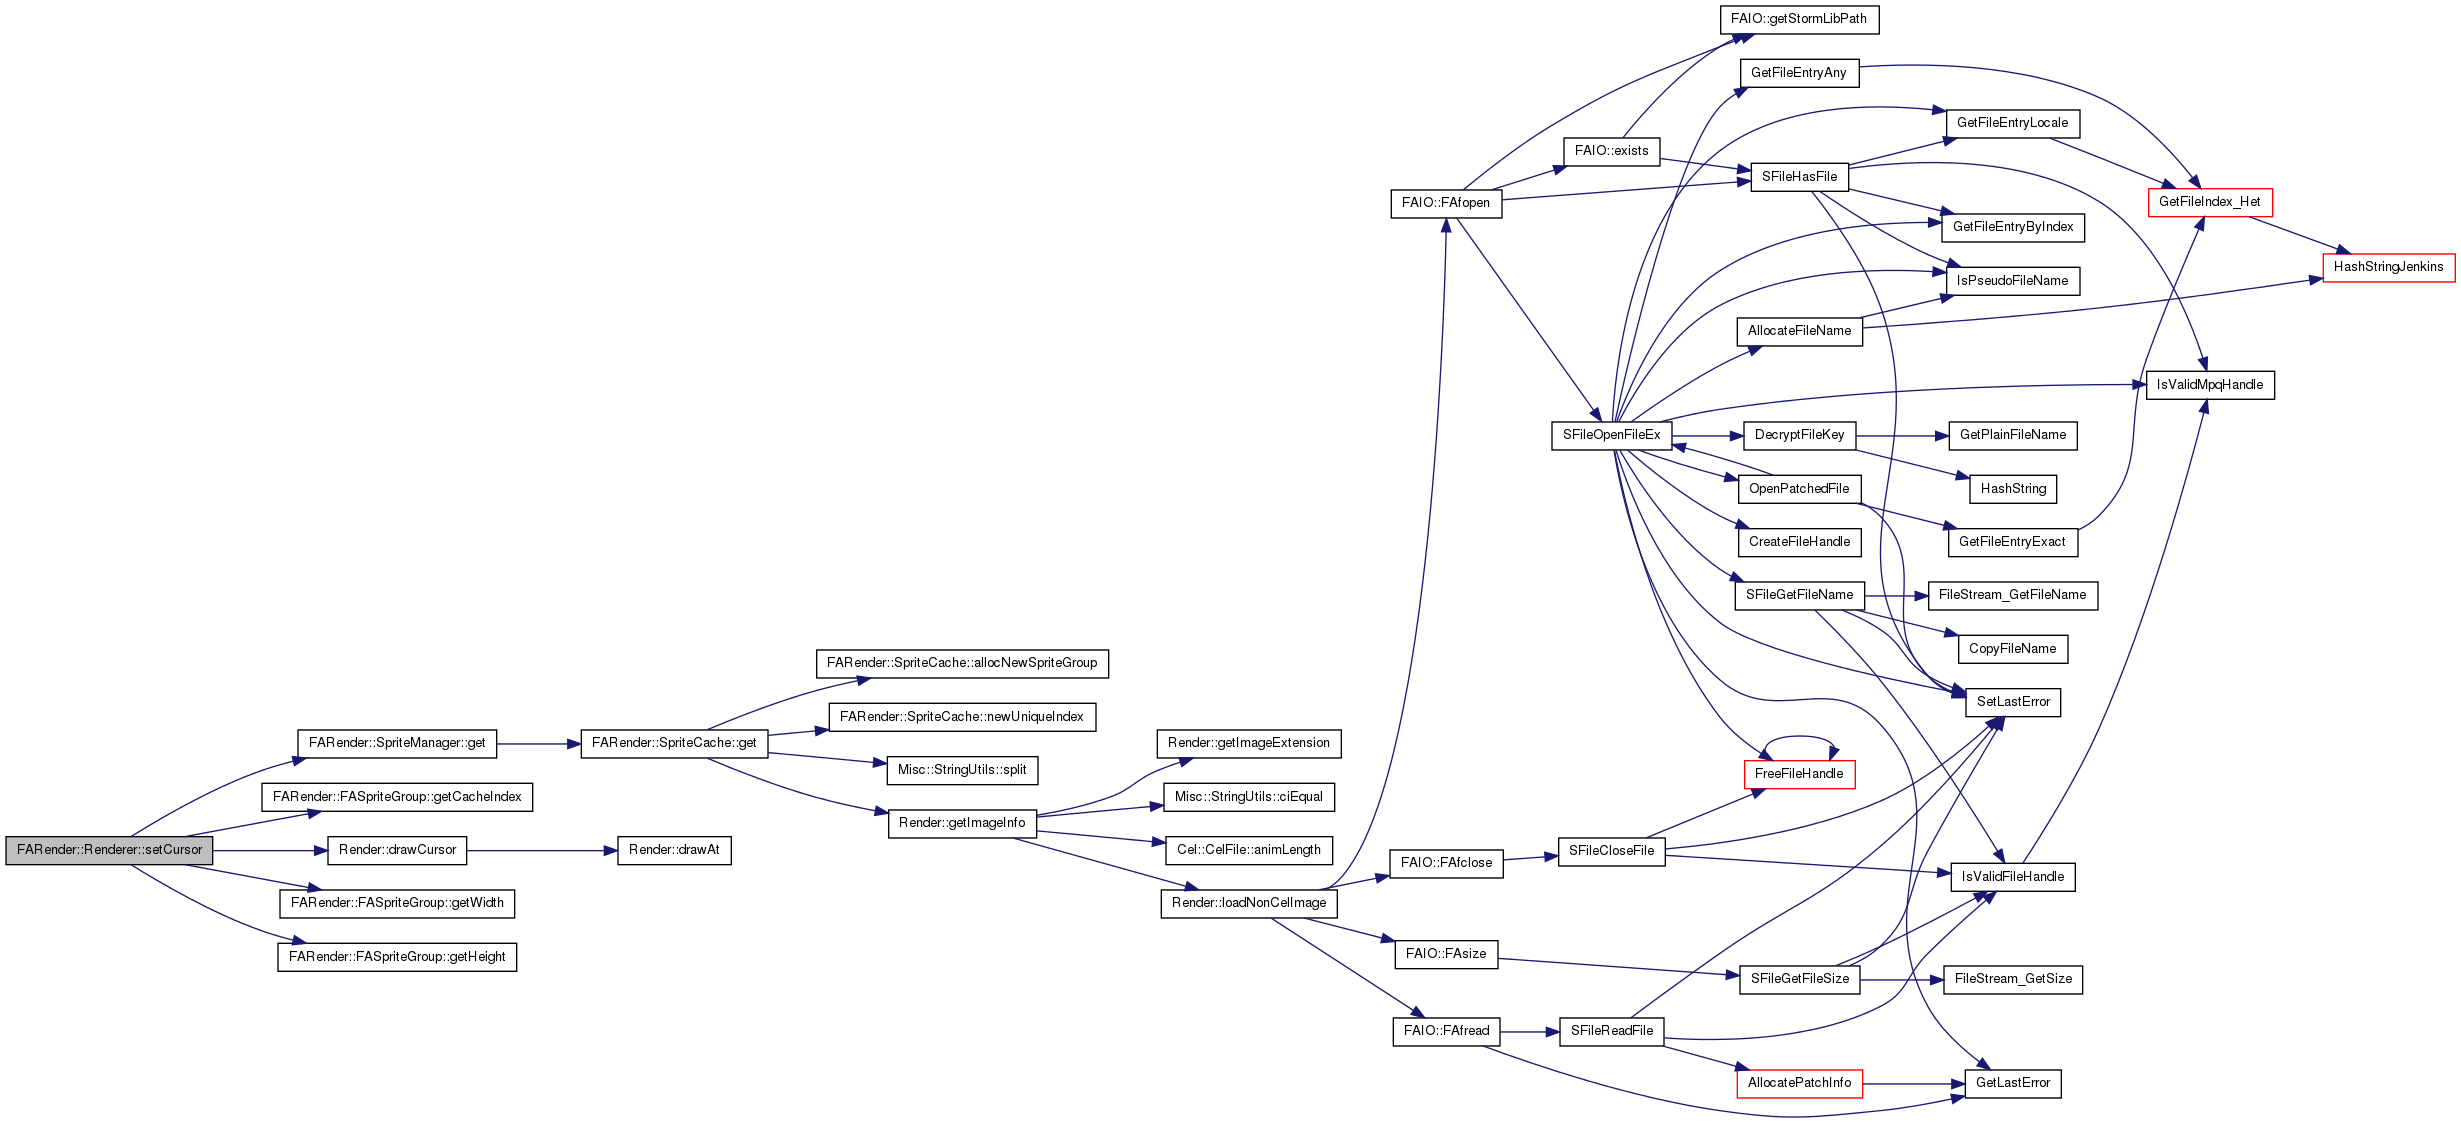 FARender::Renderer::setCursor
FARender::SpriteManager::get
FARender::FASpriteGroup::getCacheIndex
Render::drawCursor
FARender::FASpriteGroup::getWidth
FARender::FASpriteGroup::getHeight
FARender::SpriteCache::get
Render::drawAt
FARender::SpriteCache::allocNewSpriteGroup
FARender::SpriteCache::newUniqueIndex
Misc::StringUtils::split
Render::getImageInfo
Render::getImageExtension
Misc::StringUtils::ciEqual
Cel::CelFile::animLength
Render::loadNonCelImage
FAIO::FAfopen
FAIO::FAfclose
FAIO::FAsize
FAIO::FAfread
FAIO::exists
SFileOpenFileEx
SFileCloseFile
SFileReadFile
FAIO::getStormLibPath
GetFileEntryAny
SFileHasFile
AllocateFileName
DecryptFileKey
OpenPatchedFile
CreateFileHandle
SFileGetFileName
FreeFileHandle
SFileGetFileSize
AllocatePatchInfo
GetFileEntryLocale
GetFileEntryByIndex
IsPseudoFileName
GetPlainFileName
HashString
GetFileEntryExact
FileStream_GetFileName
CopyFileName
SetLastError
IsValidFileHandle
FileStream_GetSize
GetLastError
GetFileIndex_Het
IsValidMpqHandle
HashStringJenkins